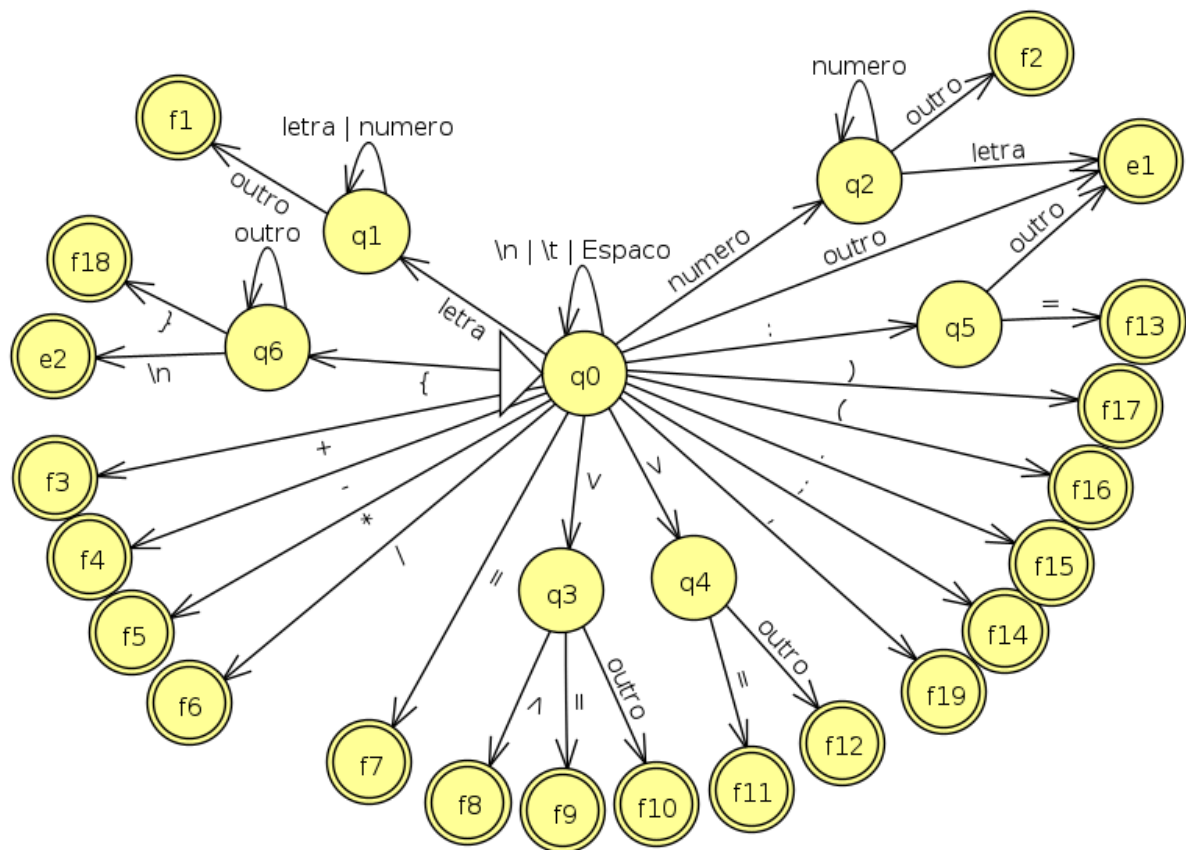 f2
numero
f1
outro
letra | numero
letra
e1
outro
q2
q1
outro
f18
\n | \t | Espaco
numero
outro
outro
}
letra
:
q5
=
f13
e2
\n
q6
{
q0
)
f17
(
f3
+
-
<
>
.
;
f16
f4
*
/
,
f15
f5
=
q3
q4
f14
f6
>
=
outro
=
outro
f19
f7
f8
f9
f10
f11
f12